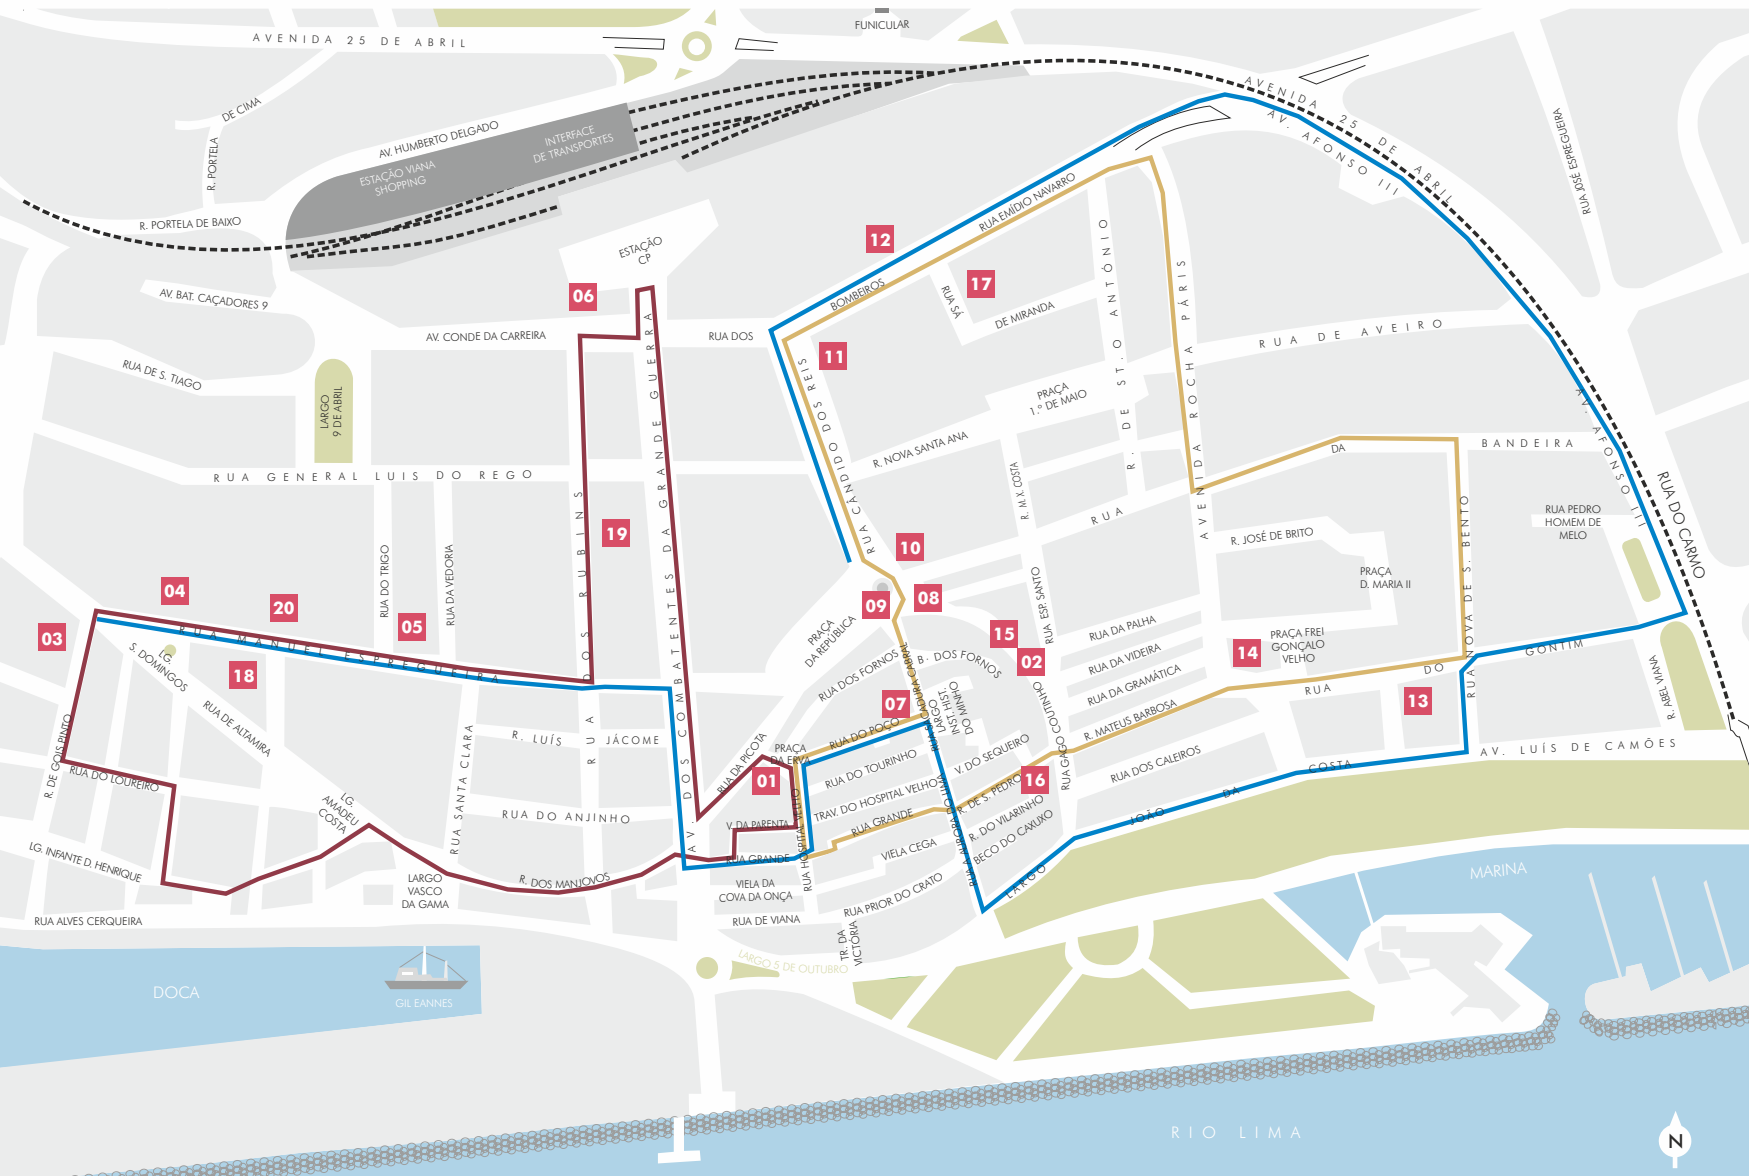 FUNICULAR
AVENIDA 25 DE ABRIL
DE CIMA
R. PORTELA
AV. HUMBERTO DELGADO
INTERFACE
DE TRANSPORTES
ESTAÇÃO VIANA
SHOPPING
R. PORTELA DE BAIXO
AVENIDA 25 DE ABRIL
AV. AFONSO III
RUA JOSÉ ESPREGUEIRA
RUA EMÍDIO NAVARRO
12
ESTAÇÃO
CP
17
06
AV. BAT. CAÇADORES 9
BOMBEIROS
RUA SÁ
DE MIRANDA
R. DE ST.O ANTÓNIO
AVENIDA ROCHA PÁRIS
RUA DE AVEIRO
AV. CONDE DA CARREIRA
RUA DOS
11
RUA DE S. TIAGO
LARGO
9 DE ABRIL
RUA CÂNDIDO DOS REIS
PRAÇA
1.º DE MAIO
R. NOVA SANTA ANA
AV. AFONSO III
RUA GENERAL LUIS DO REGO
DA
BANDEIRA
R. M. X. COSTA
RUA
RUA DO CARMO
RUA PEDRO
HOMEM DE
MELO
RUA NOVA DE S. BENTO
R. JOSÉ DE BRITO
19
10
RUA DOS RUBINS
AV. DOS COMBATENTES DA GRANDE GUERRA
RUA DO TRIGO
RUA DA VEDORIA
PRAÇA
D. MARIA II
04
20
05
03
08
09
RUA ESP. SANTO
PRAÇA
DA REPÚBLICA
15
02
RUA DA PALHA
RUA DA VIDEIRA
RUA DA GRAMÁTICA
14
PRAÇA FREI
GONÇALO
VELHO
RUA MANUEL ESPREGUEIRA
18
LG.
S. DOMINGOS
RUA DOS FORNOS
B. DOS FORNOS
DO
GONTIM
RUA
13
R. ABEL VIANA
07
LARGO
INST. HIST.
DO MINHO
RUA GAGO COUTINHO
R. MATEUS BARBOSA
RUA DE ALTAMIRA
R. DE GOIS PINTO
R. LUÍS JÁCOME
RUA SANTA CLARA
RUA DA PICOTA
PRAÇA
DA ERVA
RUA DO POÇO
V. DO SEQUEIRO
AV. LUÍS DE CAMÕES
RUA DO LOUREIRO
01
RUA DO TOURINHO
RUA DOS CALEIROS
16
COSTA
LG.
AMADEU
COSTA
TRAV. DO HOSPITAL VELHO
R. DE S. PEDRO
RUA DO ANJINHO
V. DA PARENTA
RUA GRANDE
R. DO VILARINHO
JOÃO DA
BECO DO CAXUXO
VIELA CEGA
RUA HOSPITAL VELHO
RUA AURORA DO LIMA
LG. INFANTE D. HENRIQUE
RUA GRANDE
R. DOS MANJOVOS
LARGO
VASCO
DA GAMA
VIELA DA
COVA DA ONÇA
RUA PRIOR DO CRATO
LARGO
MARINA
RUA ALVES CERQUEIRA
RUA DE VIANA
TR. DA
VICTÓRIA
LARGO 5 DE OUTUBRO
DOCA
GIL EANNES
RIO LIMA
N